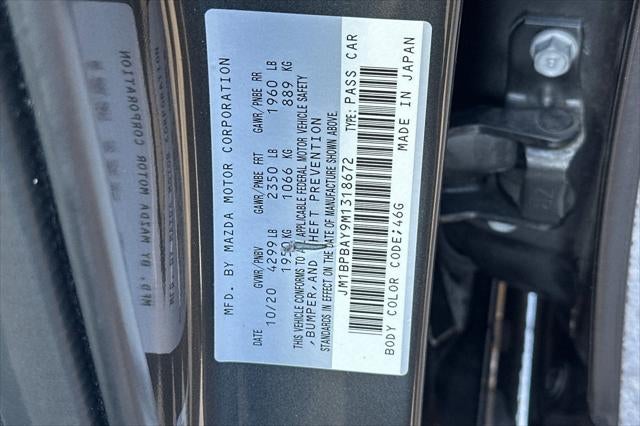 MFD. BY MAZDA MOTOR CORPORATION
DATE GVWR/PNBV GAWR/PNBE FRT GAWR/PNBE RR
10/20 4299 LB 2350 LB 1960 LB
1950 KG 1066 KG 889 KG
THIS VEHICLE CONFORMS TO ALL APPLICABLE FEDERAL MOTOR VEHICLE SAFETY
,BUMPER,AND THEFT PREVENTION
STANDARDS IN EFFECT ON THE DATE OF MANUFACTURE SHOWN ABOVE.
JM1BPBAY9M1318672 TYPE: PASS CAR
BODY COLOR CODE;46G MADE IN JAPAN